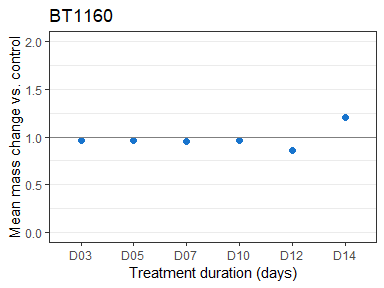 BT1160
Mean mass change vs. control
2.0
1.5
1.0
0.5
0.0
D03 D05 D07 D10 D12 D14
Treatment duration (days)